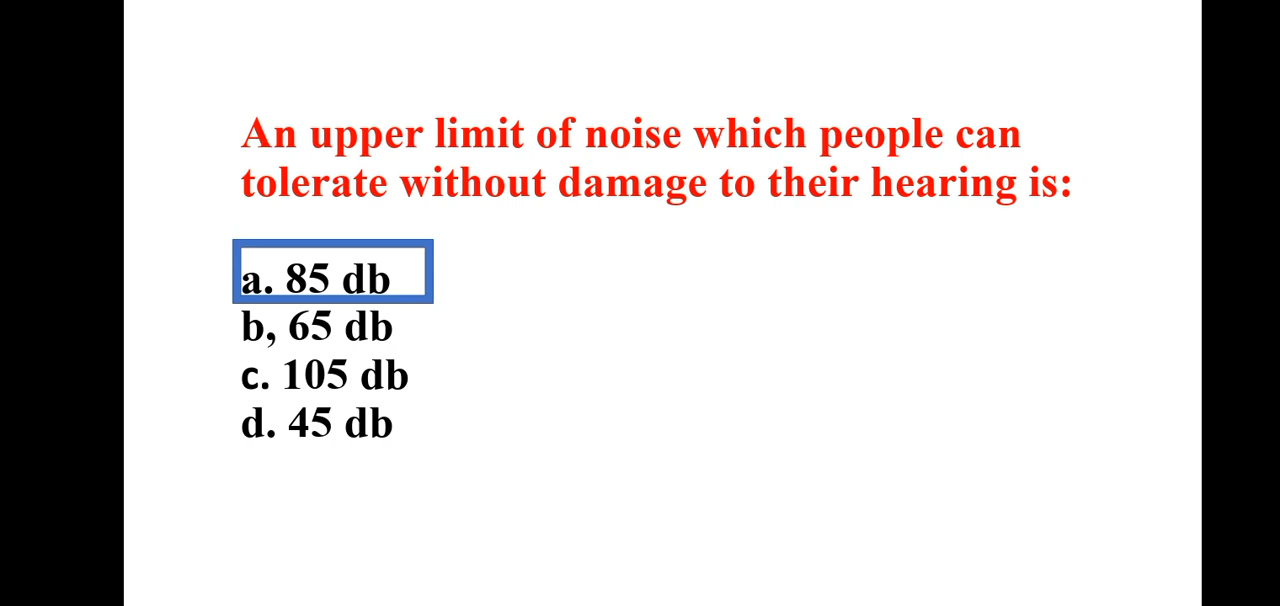 An upper limit of noise which people can
tolerate without damage to their hearing is:
a. 85 db
b, 65 db
c. 105 db
d. 45 db